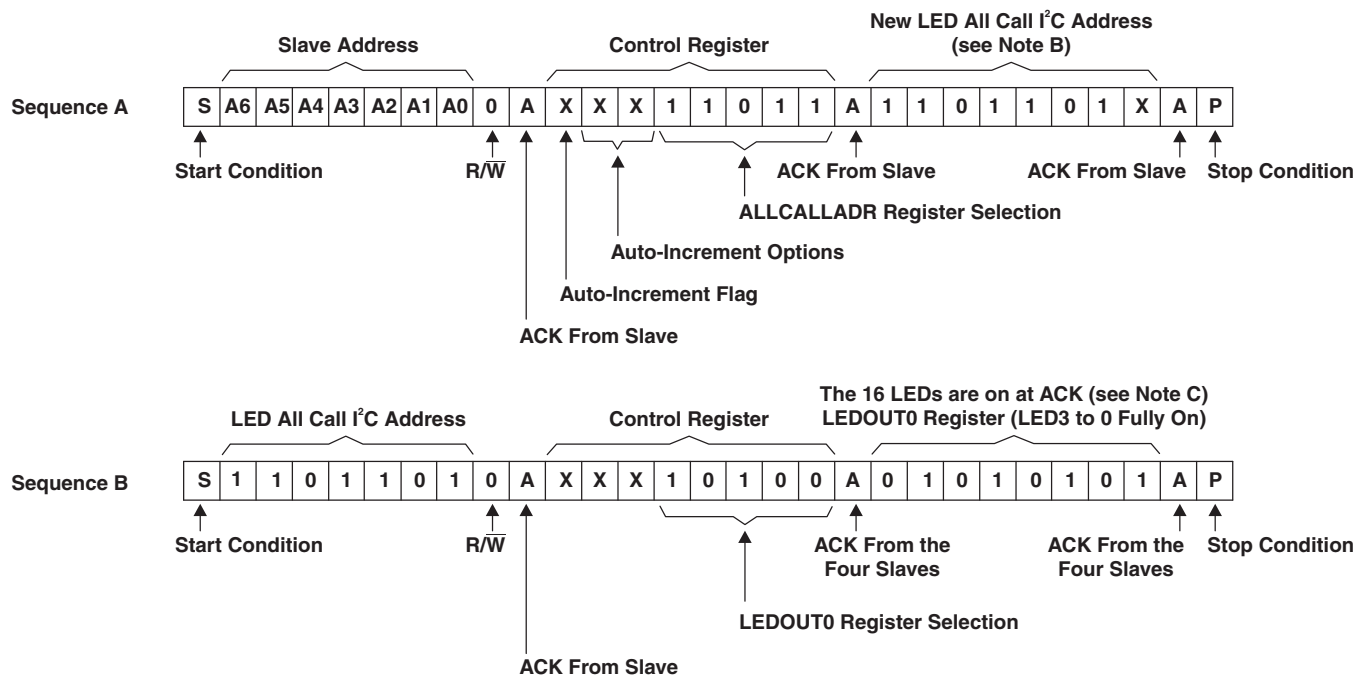 New LED All Call I²C Address
Slave Address Control Register (see Note B)
Sequence A S A6 A5 A4 A3 A2 A1 A0 0 A X X X 1 1 0 1 1 A 1 1 0 1 1 0 1 X A P
Start Condition R/W̅ ACK From Slave ACK From Slave Stop Condition
ALLCALLADR Register Selection
Auto-Increment Options
Auto-Increment Flag
ACK From Slave
The 16 LEDs are on at ACK (see Note C)
LED All Call I²C Address Control Register LEDOUT0 Register (LED3 to 0 Fully On)
Sequence B S 1 1 0 1 1 0 1 0 A X X X 1 0 1 0 0 A 0 1 0 1 0 1 0 1 A P
Start Condition R/W̅ ACK From the ACK From the Stop Condition
Four Slaves Four Slaves
LEDOUT0 Register Selection
ACK From Slave